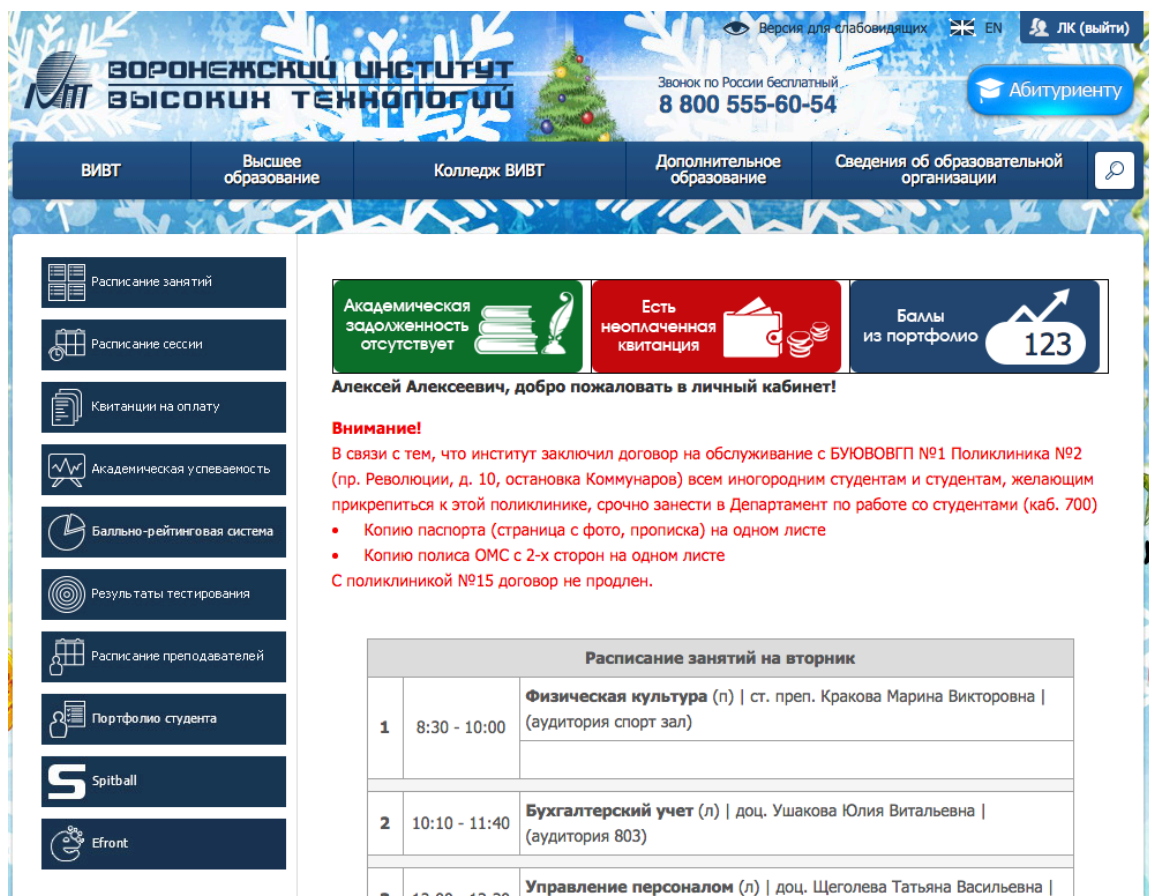 Версия для слабовидящих EN ЛК (выйти)
ВОРОНЕЖСКИЙ ИНСТИТУТ
ВЫСОКИХ ТЕХНОЛОГИЙ
Звонок по России бесплатный
8 800 555-60-54
Абитуриенту
ВИВТ
Высшее
образование
Колледж ВИВТ
Дополнительное
образование
Сведения об образовательной
организации
Расписание занятий
Расписание сессии
Квитанции на оплату
Академическая успеваемость
Балльно-рейтинговая система
Результаты тестирования
Расписание преподавателей
Портфолио студента
Spitball
Efront
Академическая
задолженность
отсутствует
Есть
неоплаченная
квитанция
Баллы
из портфолио
123
Алексей Алексеевич, добро пожаловать в личный кабинет!
Внимание!
В связи с тем, что институт заключил договор на обслуживание с БУЮВОВГП №1 Поликлиника №2
(пр. Революции, д. 10, остановка Коммунаров) всем иногородним студентам и студентам, желающим
прикрепиться к этой поликлинике, срочно занести в Департамент по работе со студентами (каб. 700)
• Копию паспорта (страница с фото, прописка) на одном листе
• Копию полиса ОМС с 2-х сторон на одном листе
С поликлиникой №15 договор не продлен.
Расписание занятий на вторник
1 8:30 - 10:00 Физическая культура (п) | ст. преп. Кракова Марина Викторовна |
(аудитория спорт зал)
2 10:10 - 11:40 Бухгалтерский учет (л) | доц. Ушакова Юлия Витальевна |
(аудитория 803)
Управление персоналом (л) | доц. Щеголева Татьяна Васильевна |